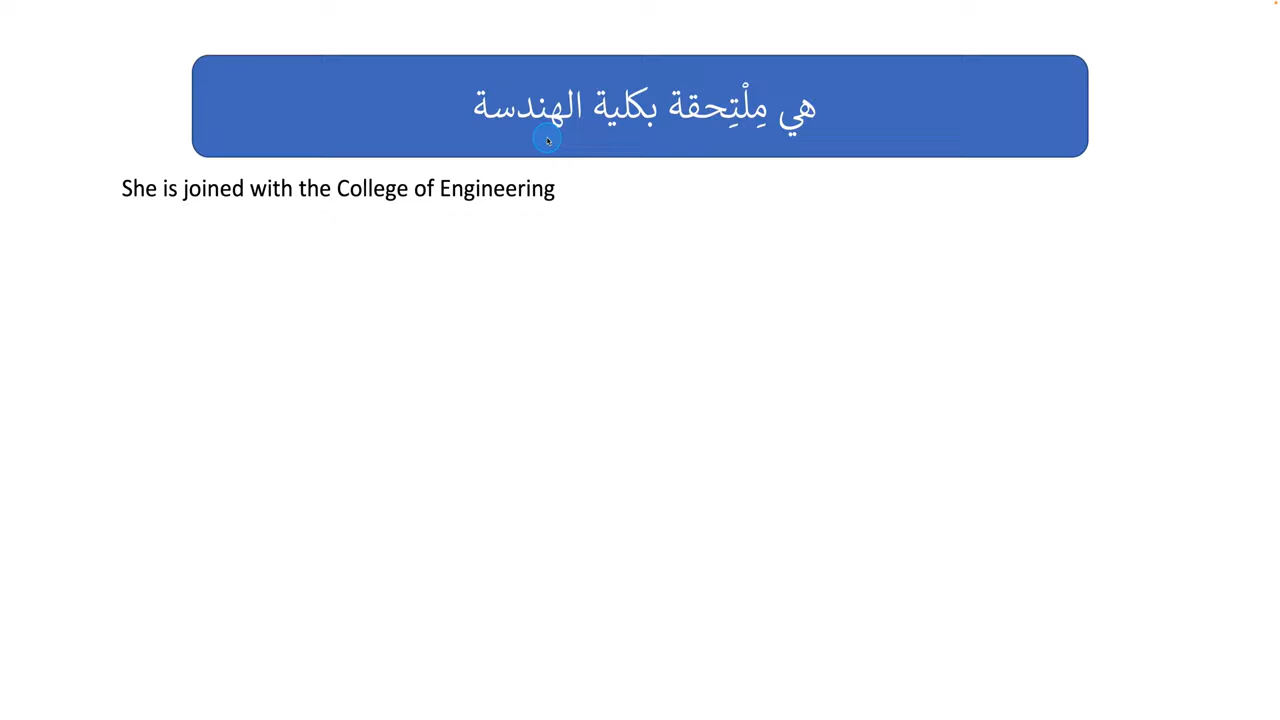 هي مِلْتِحقة بكلية الهندسة
She is joined with the College of Engineering